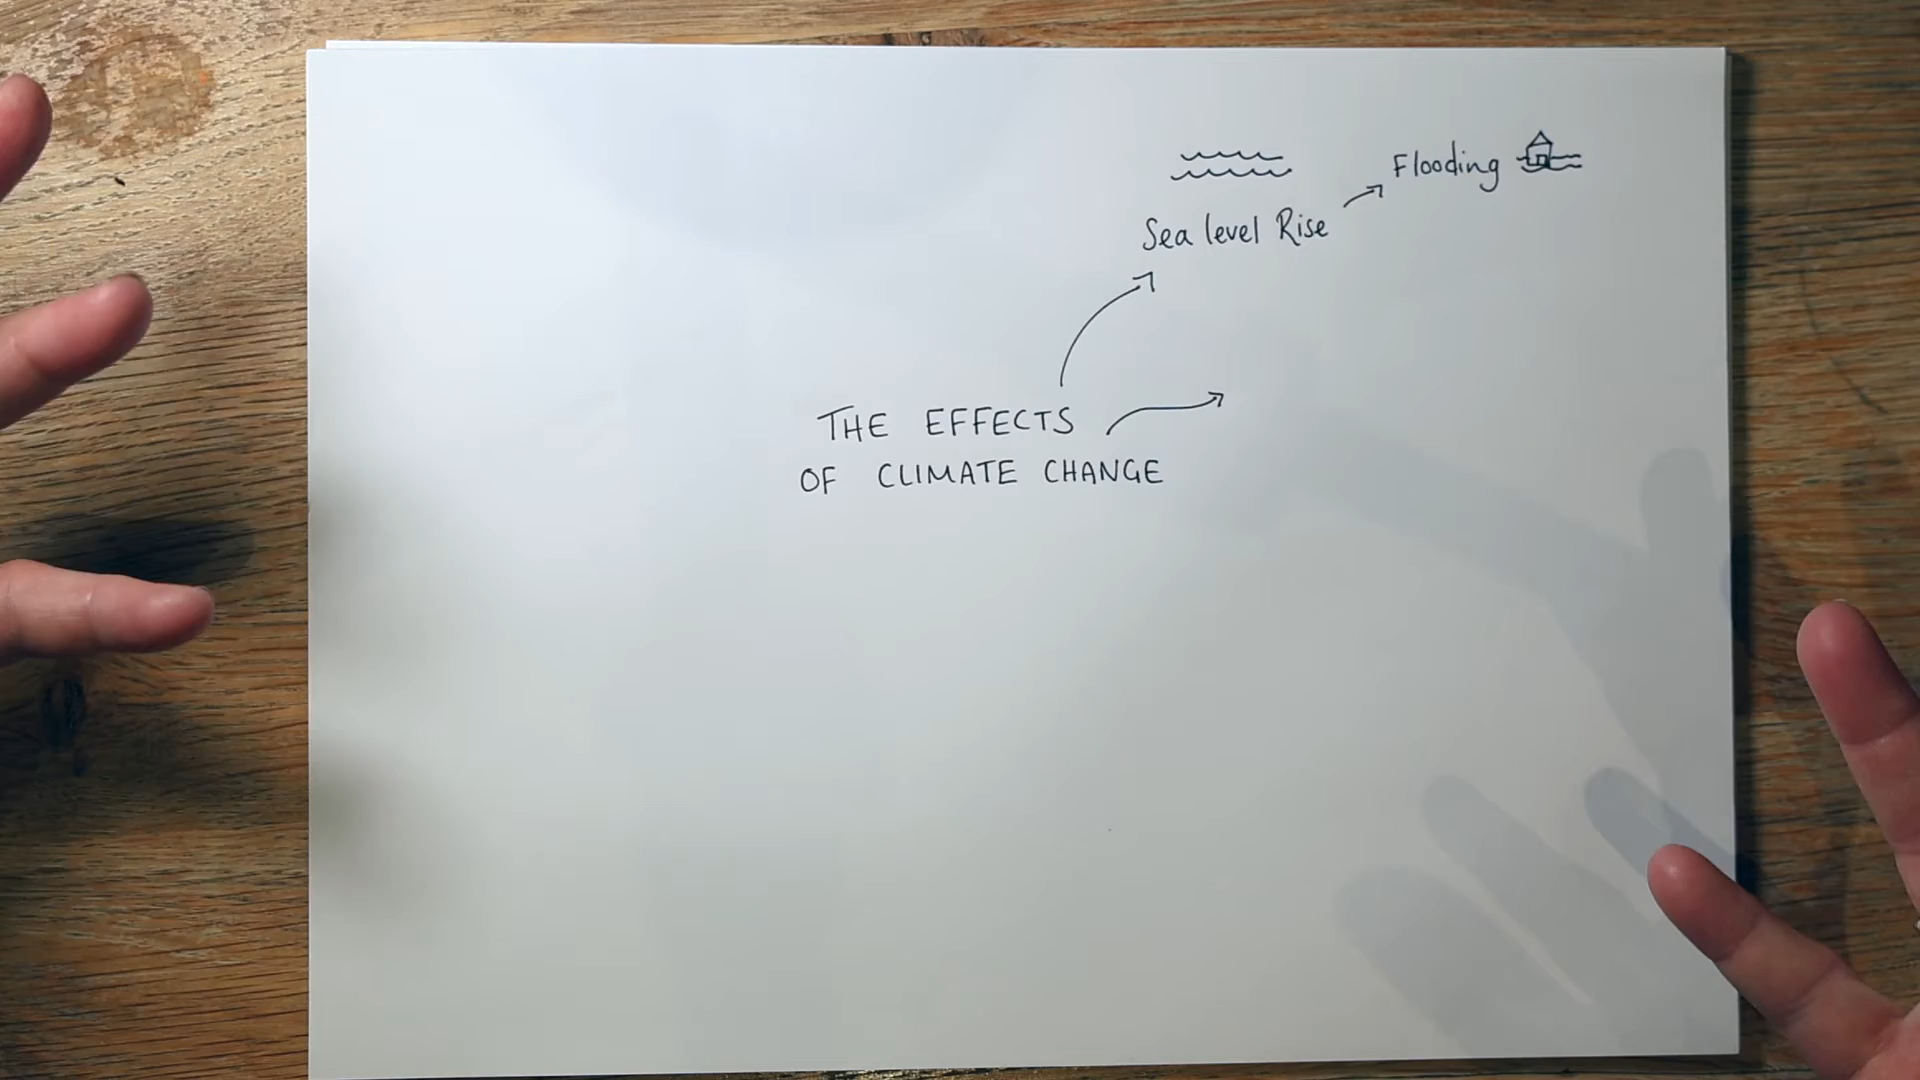 Flooding
Sea level Rise
THE EFFECTS
OF CLIMATE CHANGE